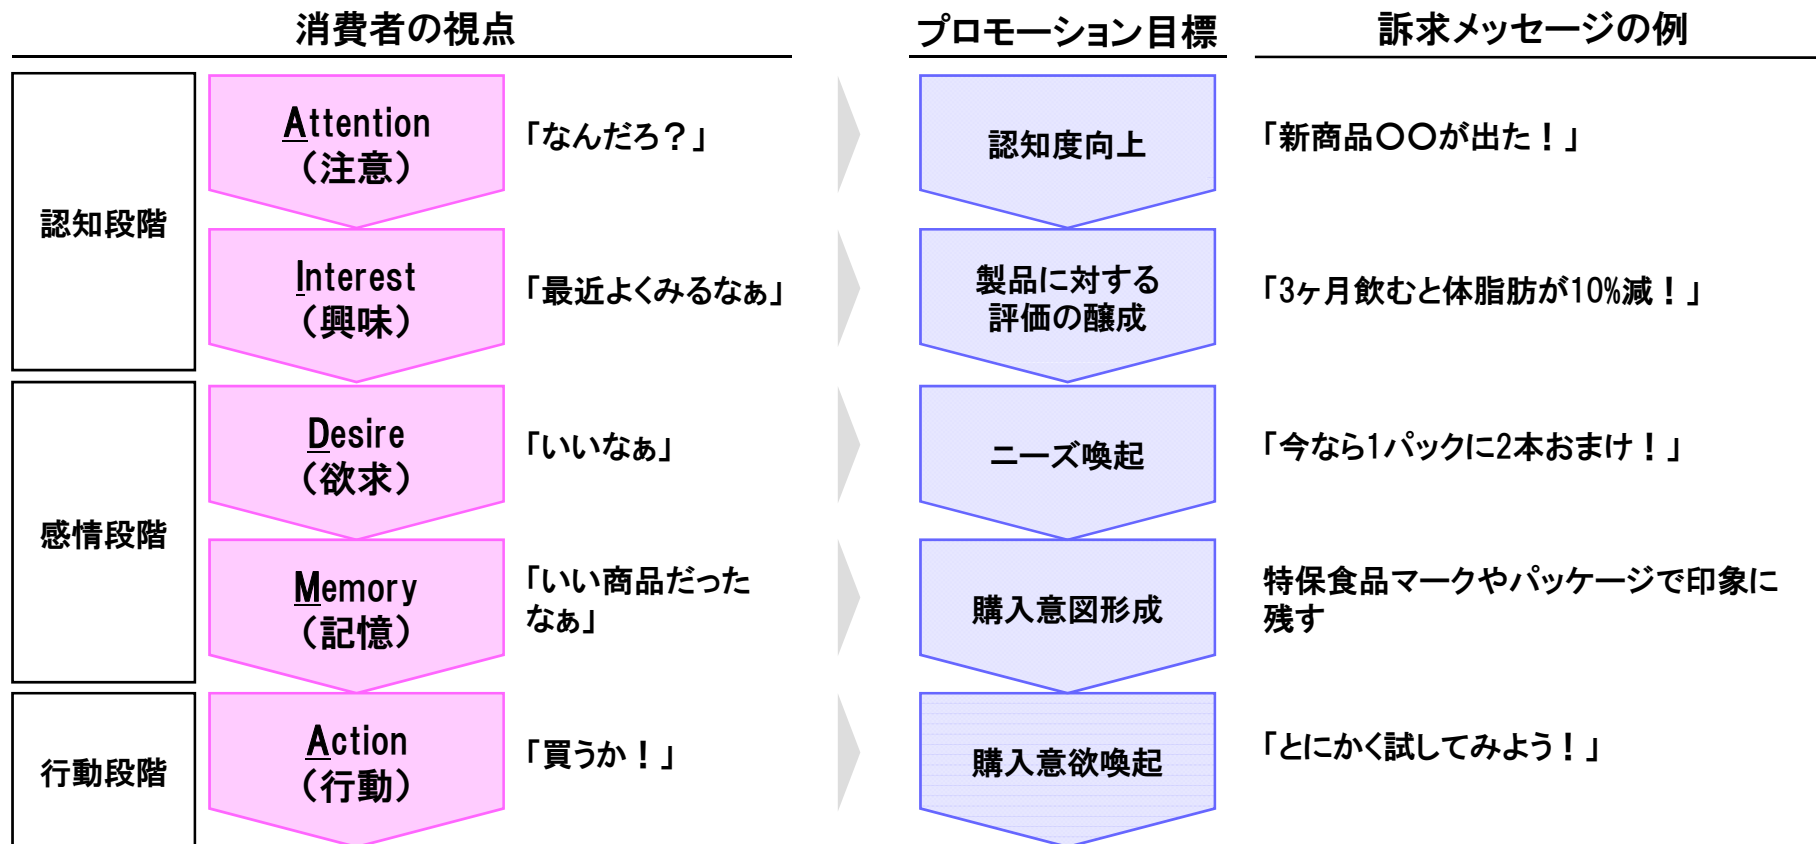 消費者の視点
プロモーション目標
訴求メッセージの例
認知段階
Attention
（注意）
「なんだろ？」
認知度向上
「新商品〇〇が出た！」
Interest
（興味）
「最近よくみるなぁ」
製品に対する
評価の醸成
「3ヶ月飲むと体脂肪が10%減！」
感情段階
Desire
（欲求）
「いいなぁ」
ニーズ喚起
「今なら1パックに2本おまけ！」
Memory
（記憶）
「いい商品だった
なぁ」
購入意図形成
特保食品マークやパッケージで印象に
残す
行動段階
Action
（行動）
「買うか！」
購入意欲喚起
「とにかく試してみよう！」